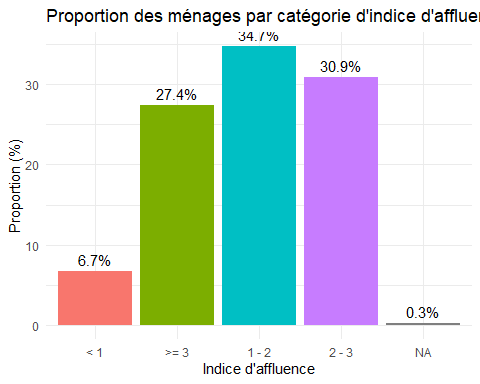 Proportion des ménages par catégorie d'indice d'affluer
34.7%
30.9%
27.4%
6.7%
0.3%
Proportion (%)
30
20
10
0
< 1
>= 3
1 - 2
2 - 3
NA
Indice d'affluence